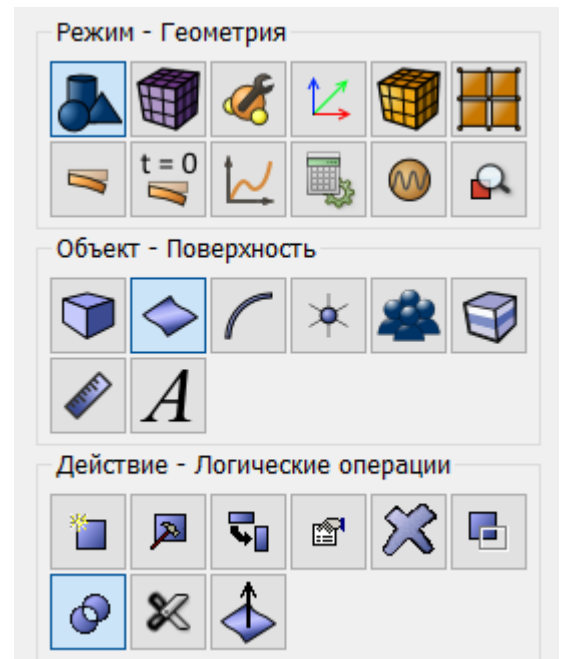 Режим - Геометрия
t = 0
Объект - Поверхность
A
Действие - Логические операции